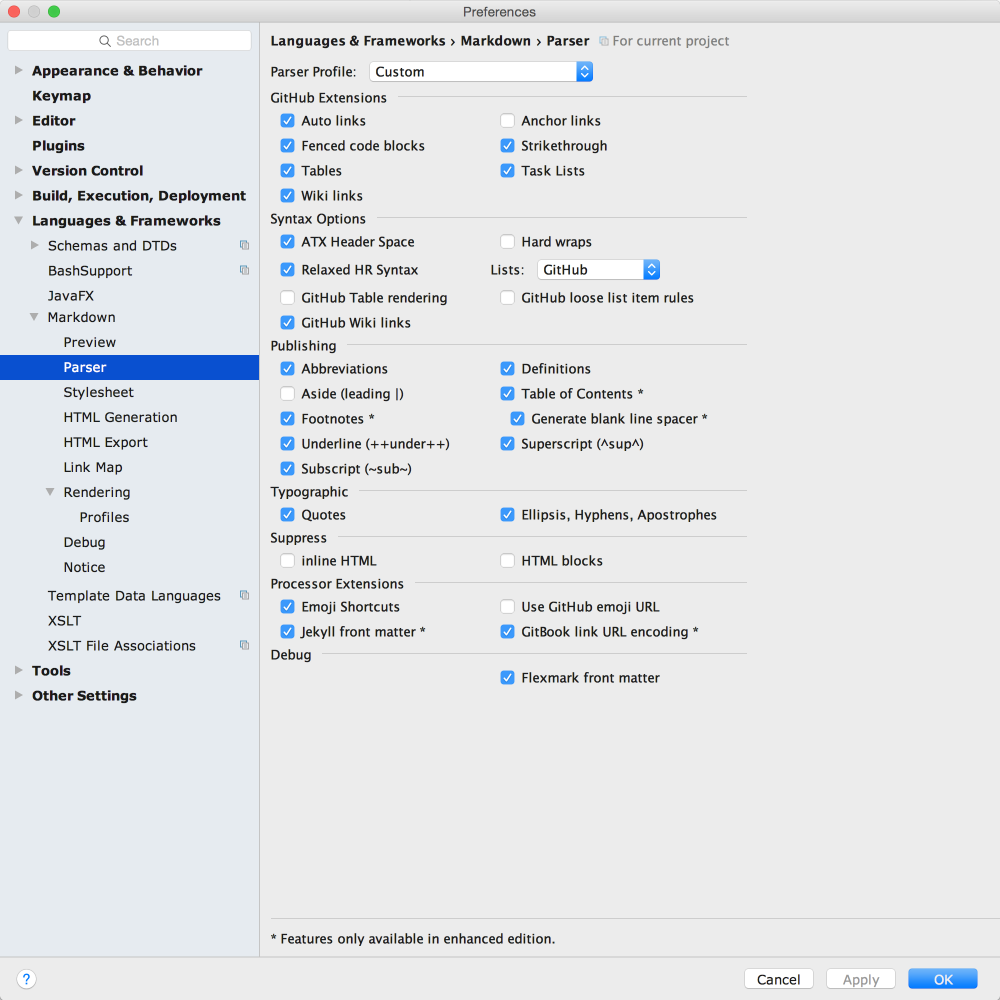 Preferences
Search
Appearance & Behavior
Keymap
Editor
Plugins
Version Control
Build, Execution, Deployment
Languages & Frameworks
Schemas and DTDs
BashSupport
JavaFX
Markdown
Preview
Parser
Stylesheet
HTML Generation
HTML Export
Link Map
Rendering
Profiles
Debug
Notice
Template Data Languages
XSLT
XSLT File Associations
Tools
Other Settings
Languages & Frameworks › Markdown › Parser For current project
Parser Profile: Custom
GitHub Extensions
Auto links Anchor links
Fenced code blocks Strikethrough
Tables Task Lists
Wiki links
Syntax Options
ATX Header Space Hard wraps
Relaxed HR Syntax Lists: GitHub
GitHub Table rendering GitHub loose list item rules
GitHub Wiki links
Publishing
Abbreviations Definitions
Aside (leading |) Table of Contents *
Footnotes * Generate blank line spacer *
Underline (++under++) Superscript (^sup^)
Subscript (~sub~)
Typographic
Quotes Ellipsis, Hyphens, Apostrophes
Suppress
inline HTML HTML blocks
Processor Extensions
Emoji Shortcuts Use GitHub emoji URL
Jekyll front matter * GitBook link URL encoding *
Debug
Flexmark front matter
* Features only available in enhanced edition.
? Cancel Apply OK